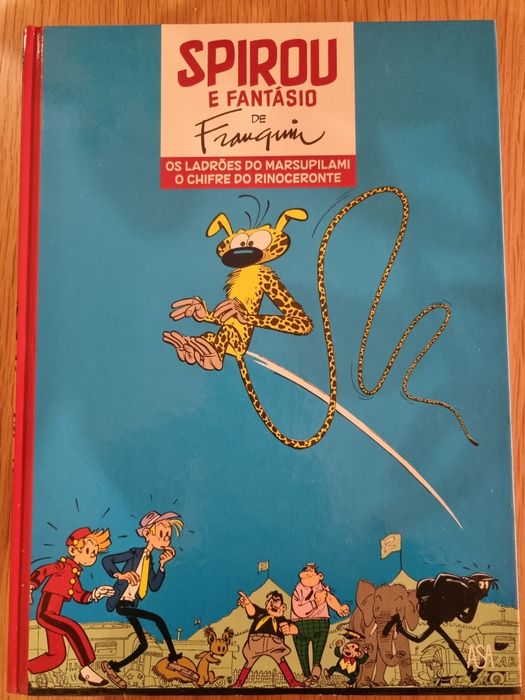 SPIROU
E FANTÁSIO
DE
Franquin
OS LADRÕES DO MARSUPILAMI
O CHIFRE DO RINOCERONTE
ASA